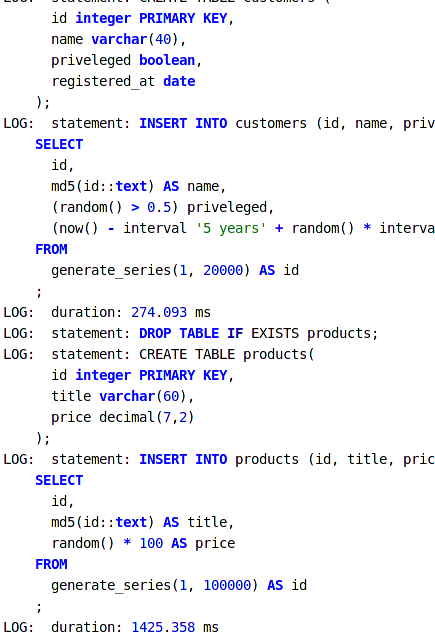 id integer PRIMARY KEY,
name varchar(40),
priveleged boolean,
registered_at date
);
LOG:  statement: INSERT INTO customers (id, name, priv
SELECT
id,
md5(id::text) AS name,
(random() > 0.5) priveleged,
(now() - interval '5 years' + random() * interva
FROM
generate_series(1, 20000) AS id
;
LOG:  duration: 274.093 ms
LOG:  statement: DROP TABLE IF EXISTS products;
LOG:  statement: CREATE TABLE products(
id integer PRIMARY KEY,
title varchar(60),
price decimal(7,2)
);
LOG:  statement: INSERT INTO products (id, title, pric
SELECT
id,
md5(id::text) AS title,
random() * 100 AS price
FROM
generate_series(1, 100000) AS id
;
LOG:  duration: 1425.358 ms